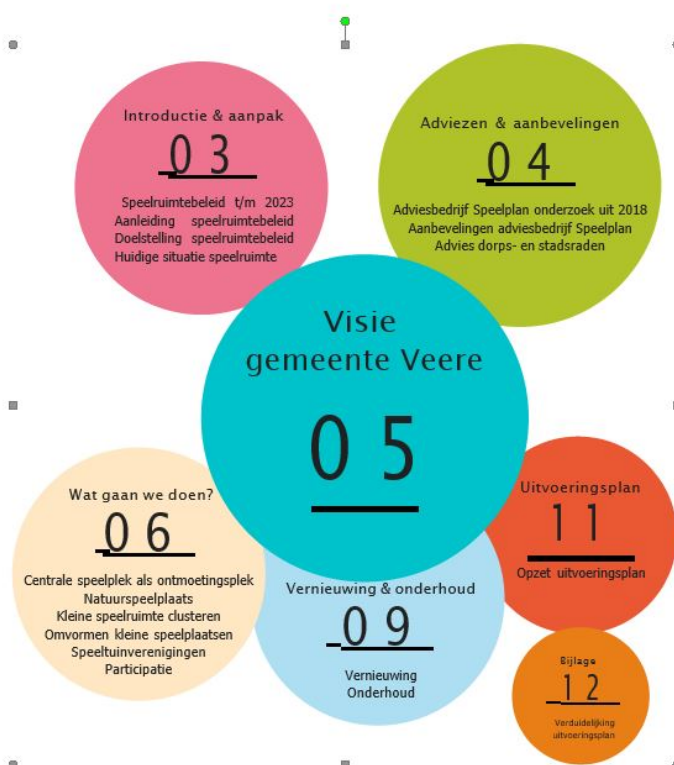 Introductie & aanpak
03
Speelruimtebeleid t/m 2023
Aanleiding speelruimtebeleid
Doelstelling speelruimtebeleid
Huidige situatie speelruimte
Adviezen & aanbevelingen
04
Adviesbedrijf Speelplan onderzoek uit 2018
Aanbevelingen adviesbedrijf Speelplan
Advies dorps- en stadsraden
Visie
gemeente Veere
05
Wat gaan we doen?
06
Centrale speelplek als ontmoetingsplek
Natuurspeelplaats
Kleine speelruimte clusteren
Omvormen kleine speelplaatsen
Speeltuinverenigingen
Participatie
Vernieuwing & onderhoud
09
Vernieuwing
Onderhoud
Uitvoeringsplan
11
Opzet uitvoeringsplan
Bijlage
12
Verduidelijking
uitvoeringsplan